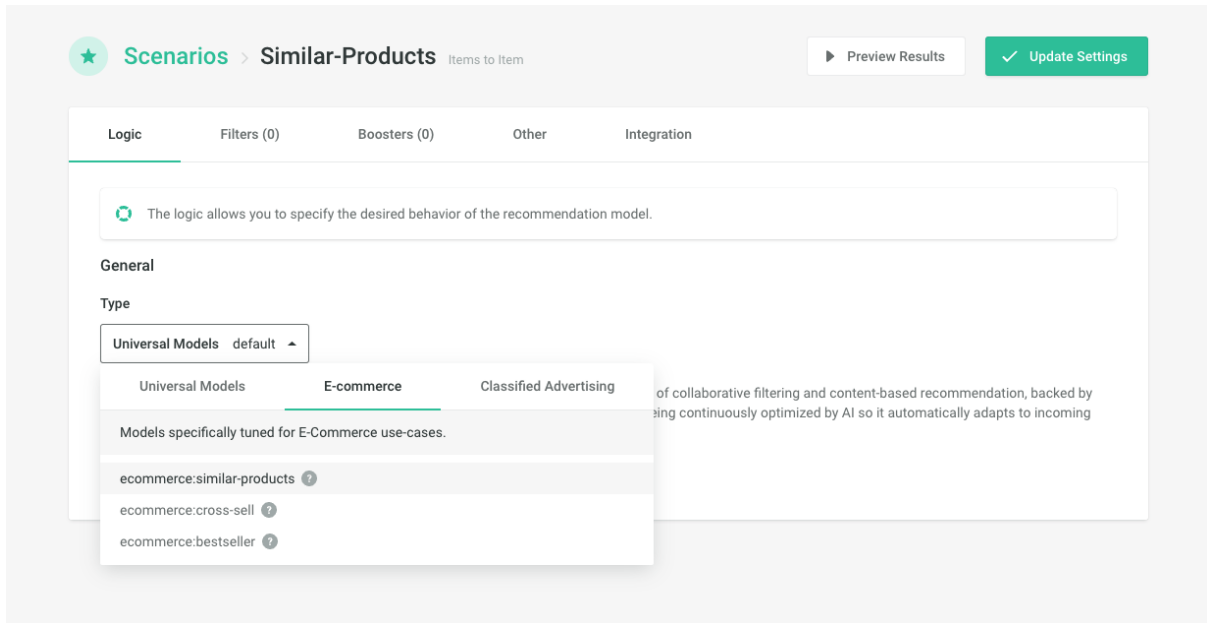 Scenarios > Similar-Products Items to Item
Preview Results
Update Settings
Logic
Filters (0)
Boosters (0)
Other
Integration
The logic allows you to specify the desired behavior of the recommendation model.
General
Type
Universal Models default
Universal Models
E-commerce
Classified Advertising
of collaborative filtering and content-based recommendation, backed by
eing continuously optimized by AI so it automatically adapts to incoming
Models specifically tuned for E-Commerce use-cases.
ecommerce:similar-products ?
ecommerce:cross-sell ?
ecommerce:bestseller ?